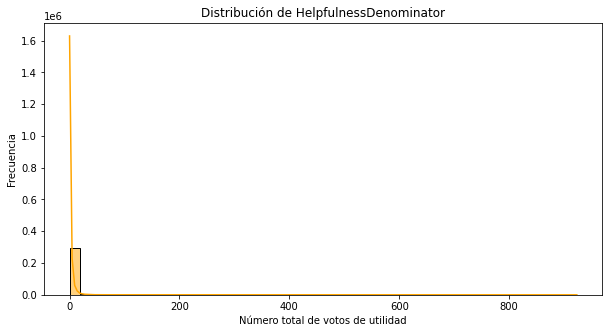 Distribución de HelpfulnessDenominator
1e6
1.6
1.4
1.2
1.0
0.8
0.6
0.4
0.2
0.0
Frecuencia
0 200 400 600 800
Número total de votos de utilidad